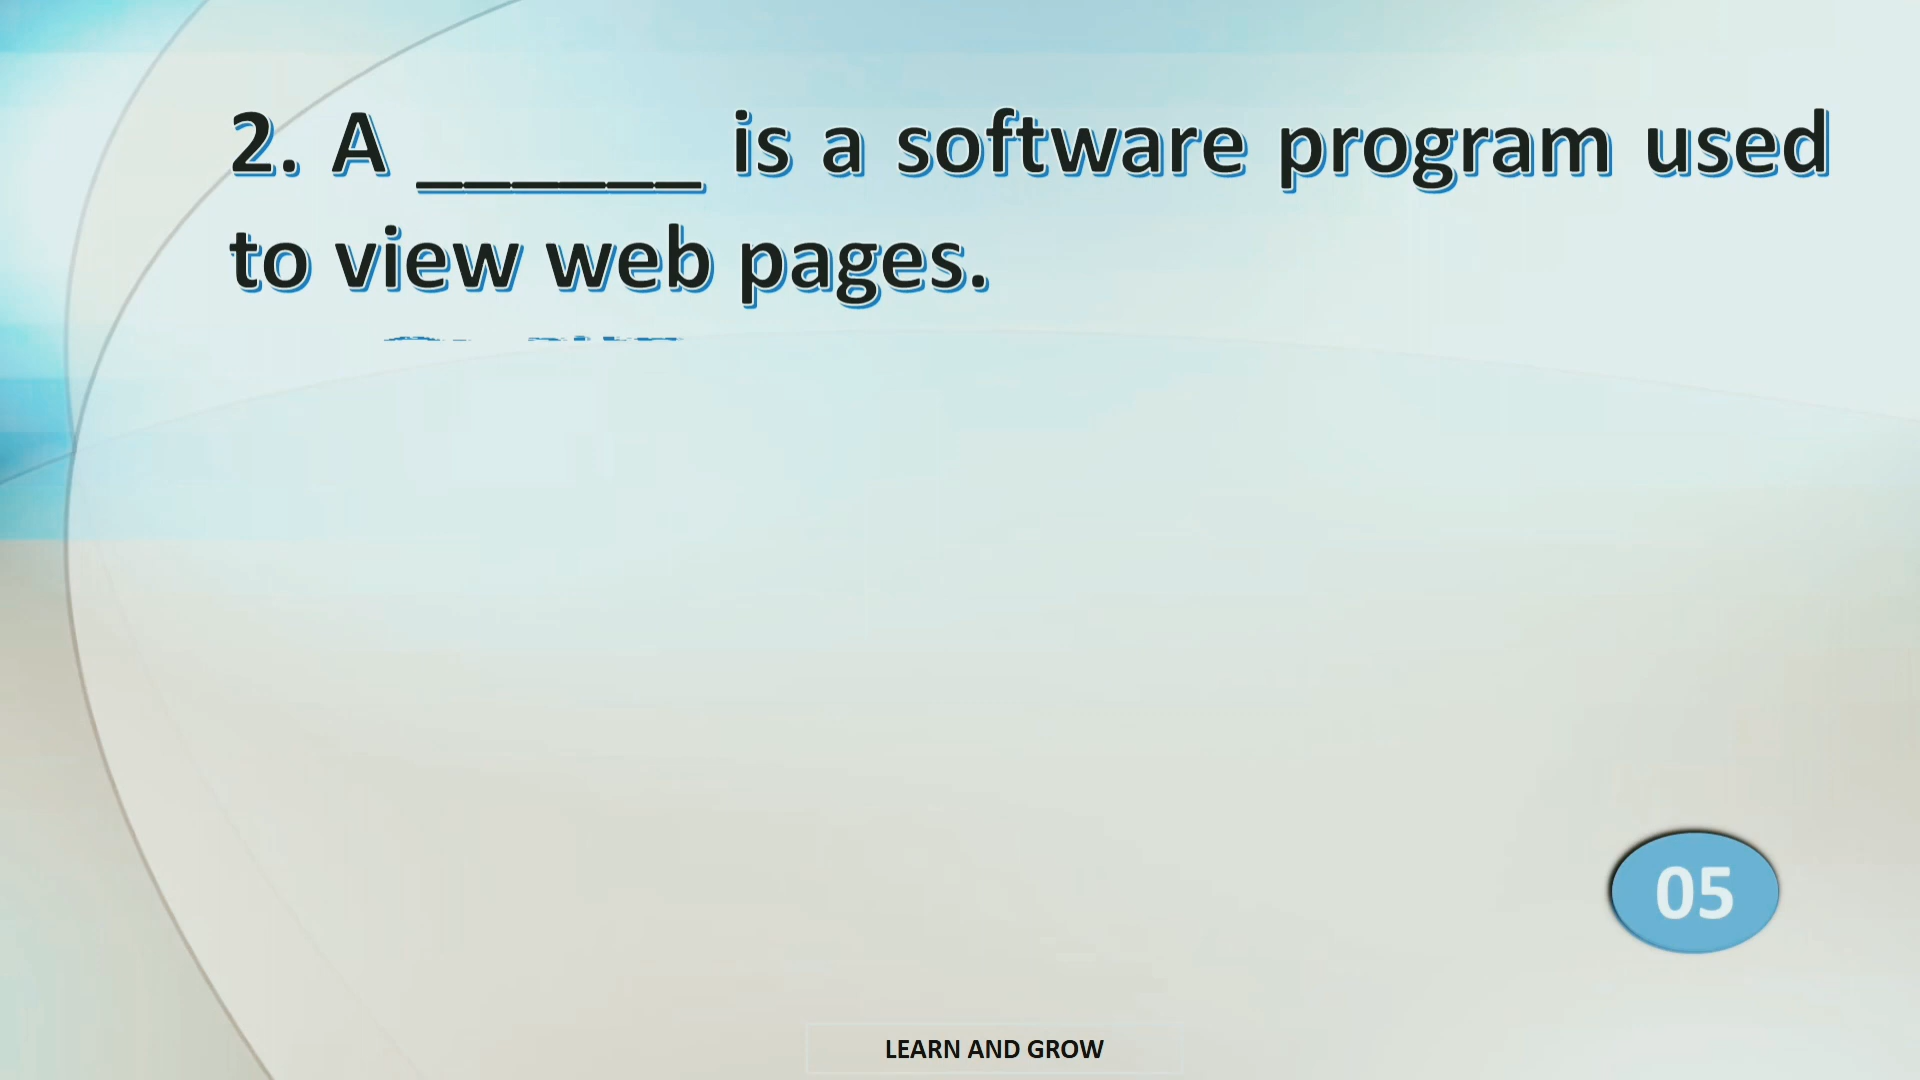 2. A ______ is a software program used
to view web pages.
05
LEARN AND GROW